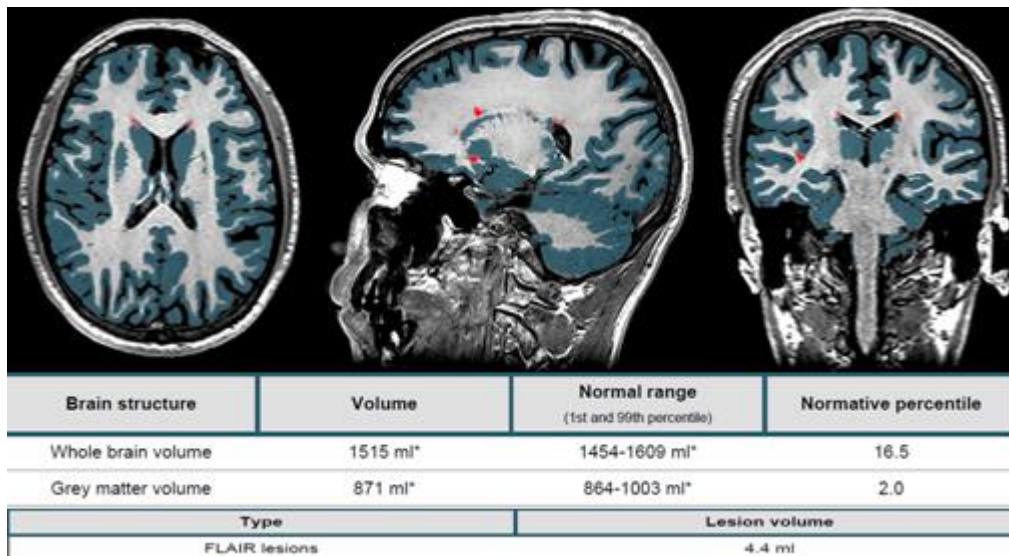 Brain structure Volume Normal range Normative percentile
(1st and 99th percentile)
Whole brain volume 1515 ml* 1454-1609 ml* 16.5
Grey matter volume 871 ml* 864-1003 ml* 2.0
Type Lesion volume
FLAIR lesions 4.4 ml